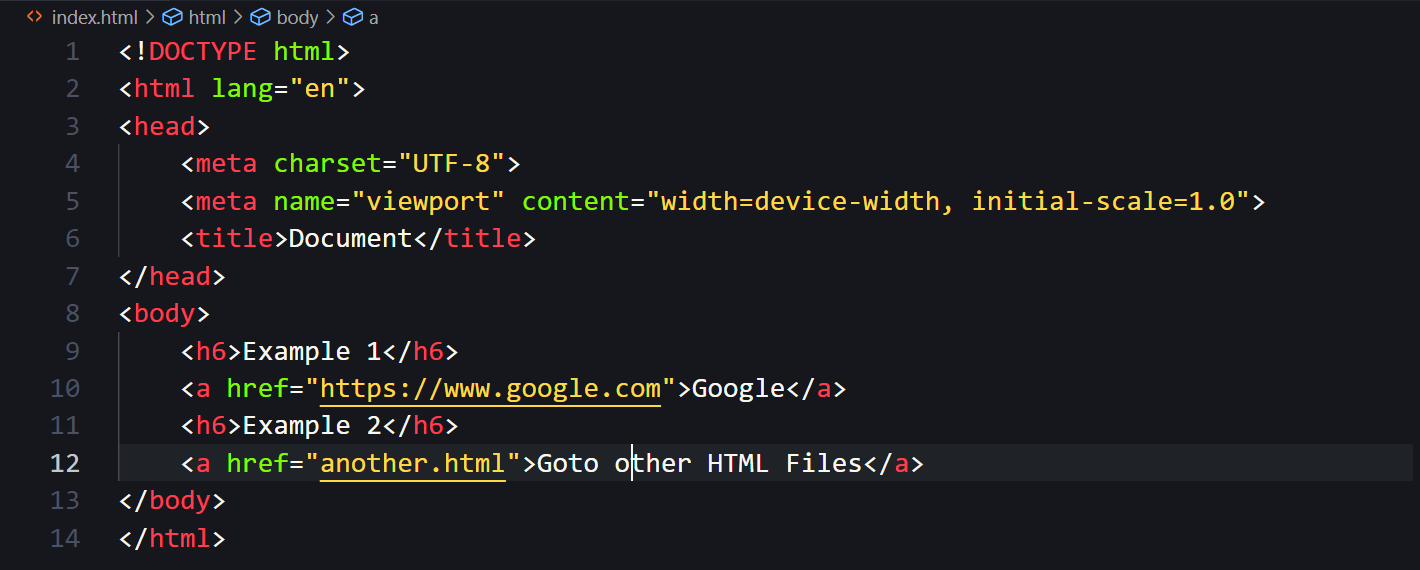 index.html > html > body > a
1 <!DOCTYPE html>
2 <html lang="en">
3 <head>
4     <meta charset="UTF-8">
5     <meta name="viewport" content="width=device-width, initial-scale=1.0">
6     <title>Document</title>
7 </head>
8 <body>
9     <h6>Example 1</h6>
10     <a href="https://www.google.com">Google</a>
11     <h6>Example 2</h6>
12     <a href="another.html">Goto other HTML Files</a>
13 </body>
14 </html>